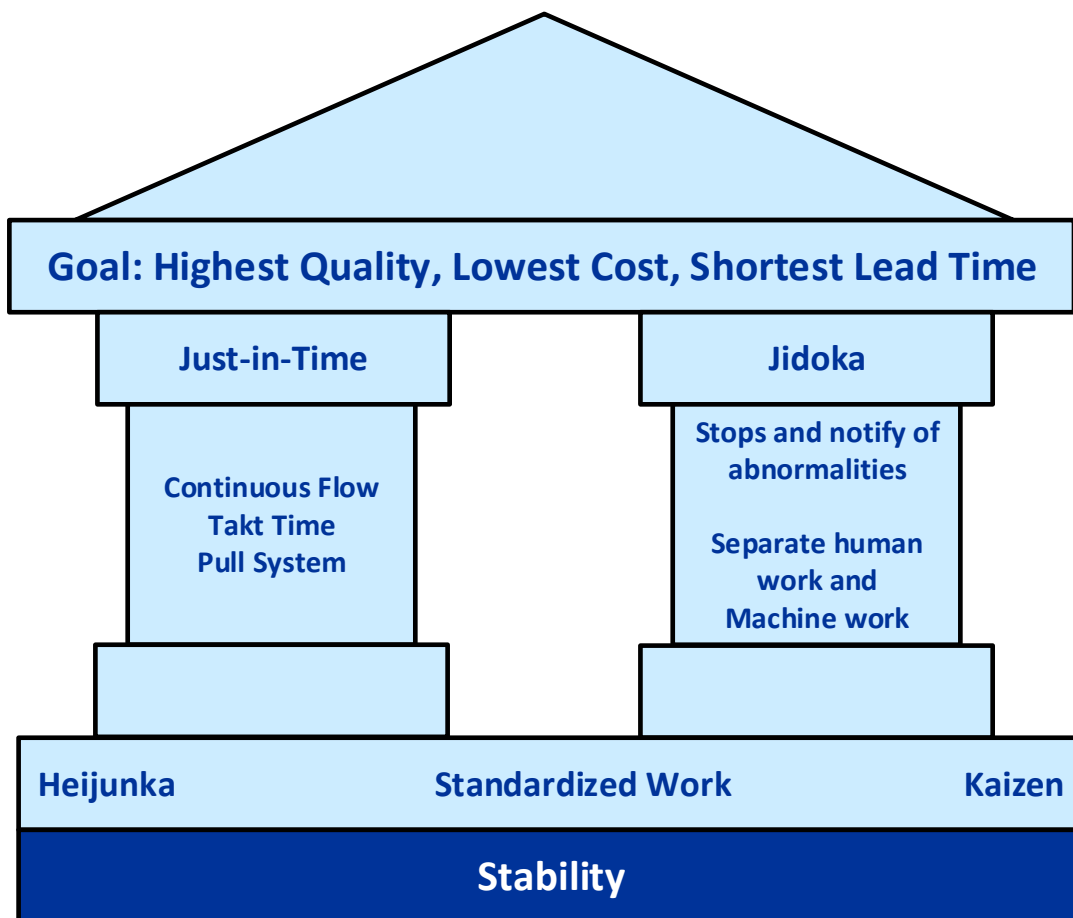 Goal: Highest Quality, Lowest Cost, Shortest Lead Time
Just-in-Time
Continuous Flow
Takt Time
Pull System
Jidoka
Stops and notify of
abnormalities
Separate human
work and
Machine work
Heijunka
Standardized Work
Kaizen
Stability